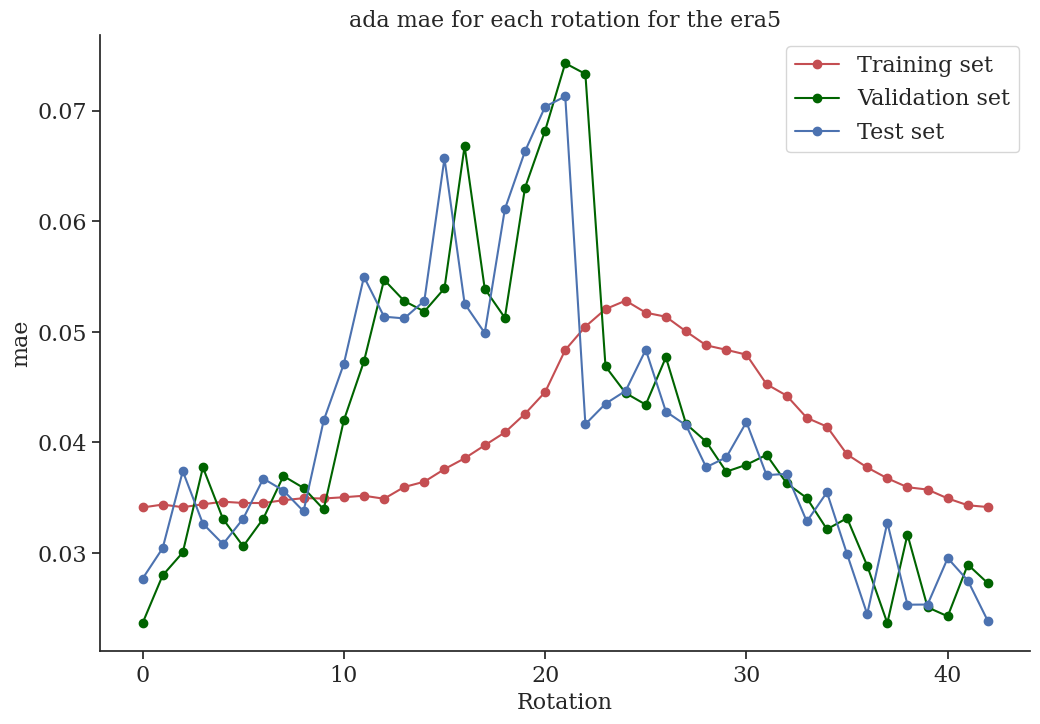 ada mae for each rotation for the era5
Training set
Validation set
Test set
mae
0.07
0.06
0.05
0.04
0.03
0
10
20
30
40
Rotation